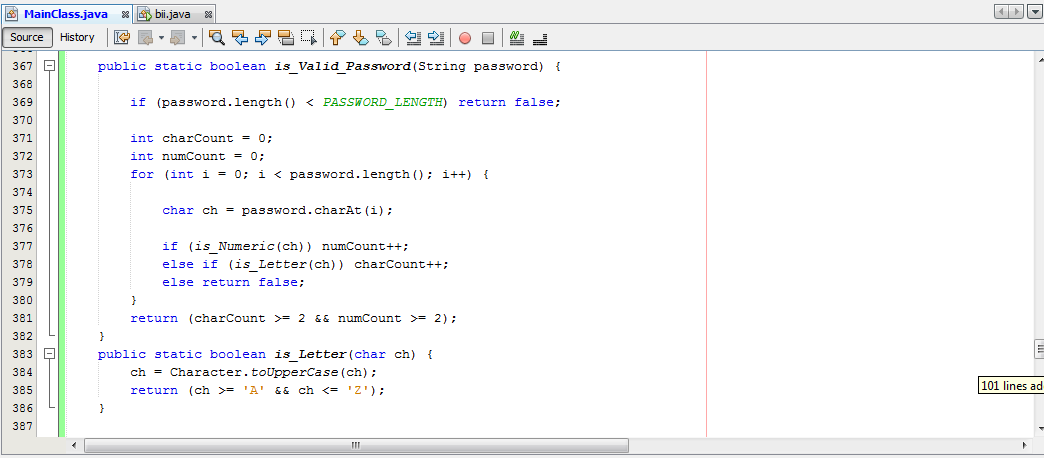 MainClass.java bii.java
Source History
367 public static boolean is_Valid_Password(String password) {
368
369 if (password.length() < PASSWORD_LENGTH) return false;
370
371 int charCount = 0;
372 int numCount = 0;
373 for (int i = 0; i < password.length(); i++) {
374
375 char ch = password.charAt(i);
376
377 if (is_Numeric(ch)) numCount++;
378 else if (is_Letter(ch)) charCount++;
379 else return false;
380 }
381 return (charCount >= 2 && numCount >= 2);
382 }
383 public static boolean is_Letter(char ch) {
384 ch = Character.toUpperCase(ch);
385 return (ch >= 'A' && ch <= 'Z');
101 lines ad
386 }
387